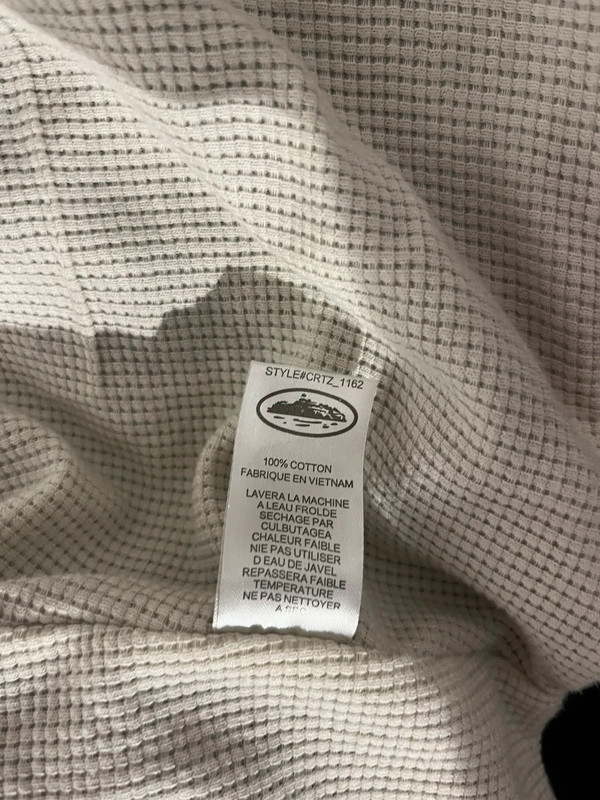 STYLE#CRTZ_1162
100% COTTON
FABRIQUE EN VIETNAM
LAVERA LA MACHINE
A LEAU FROLDE
SECHAGE PAR
CULBUTAGEA
CHALEUR FAIBLE
NIE PAS UTILISER
D EAU DE JAVEL
REPASSERA FAIBLE
TEMPERATURE
NE PAS NETTOYER
A